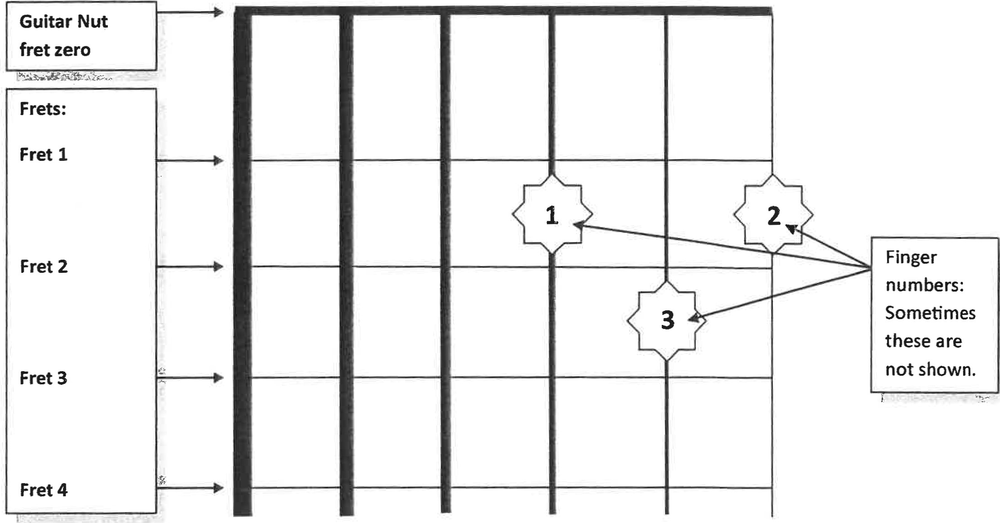 Guitar Nut
fret zero
Frets:
Fret 1
Fret 2
Fret 3
Fret 4
1
2
3
Finger
numbers:
Sometimes
these are
not shown.